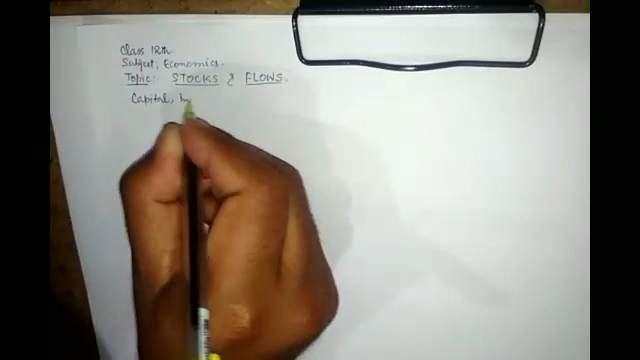 Class 12th
Subject, Economics.
Topic:- STOCKS & FLOWS.
Capital,